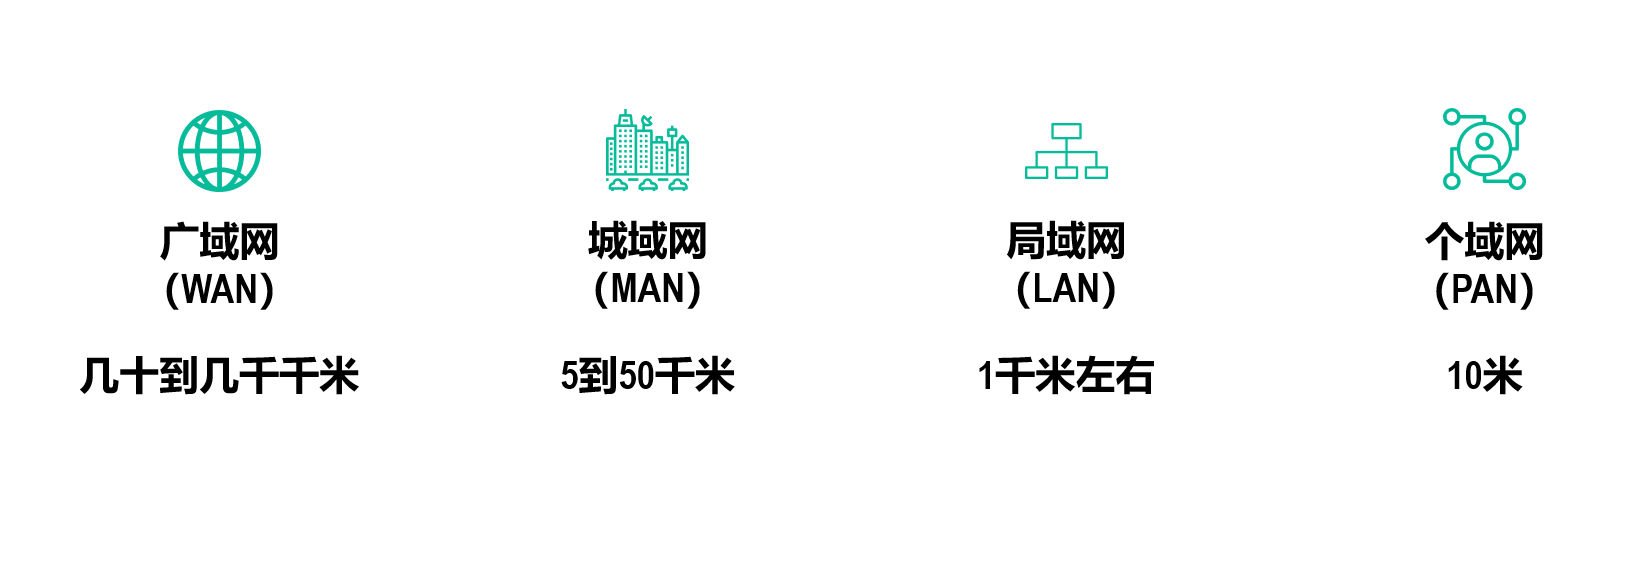 广域网
（WAN）
几十到几千千米
城域网
（MAN）
5到50千米
局域网
（LAN）
1千米左右
个域网
（PAN）
10米